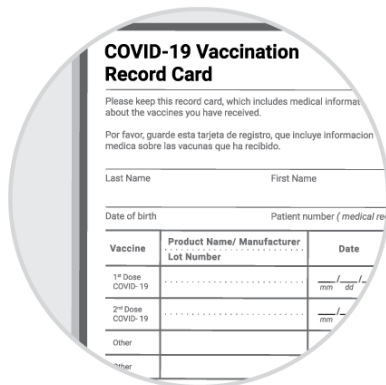 COVID-19 Vaccination
Record Card
Please keep this record card, which includes medical
about the vaccines you have received.
Por favor, guarde esta tarjeta de registro, que incluye informacion
medica sobre las vacunas que ha recibido.
Last Name First Name
Date of birth Patient number ( medical
Vaccine Product Name/ Manufacturer Date
Lot Number
1st Dose
COVID- 19
mm dd
2nd Dose
COVID- 19
mm
Other
Other